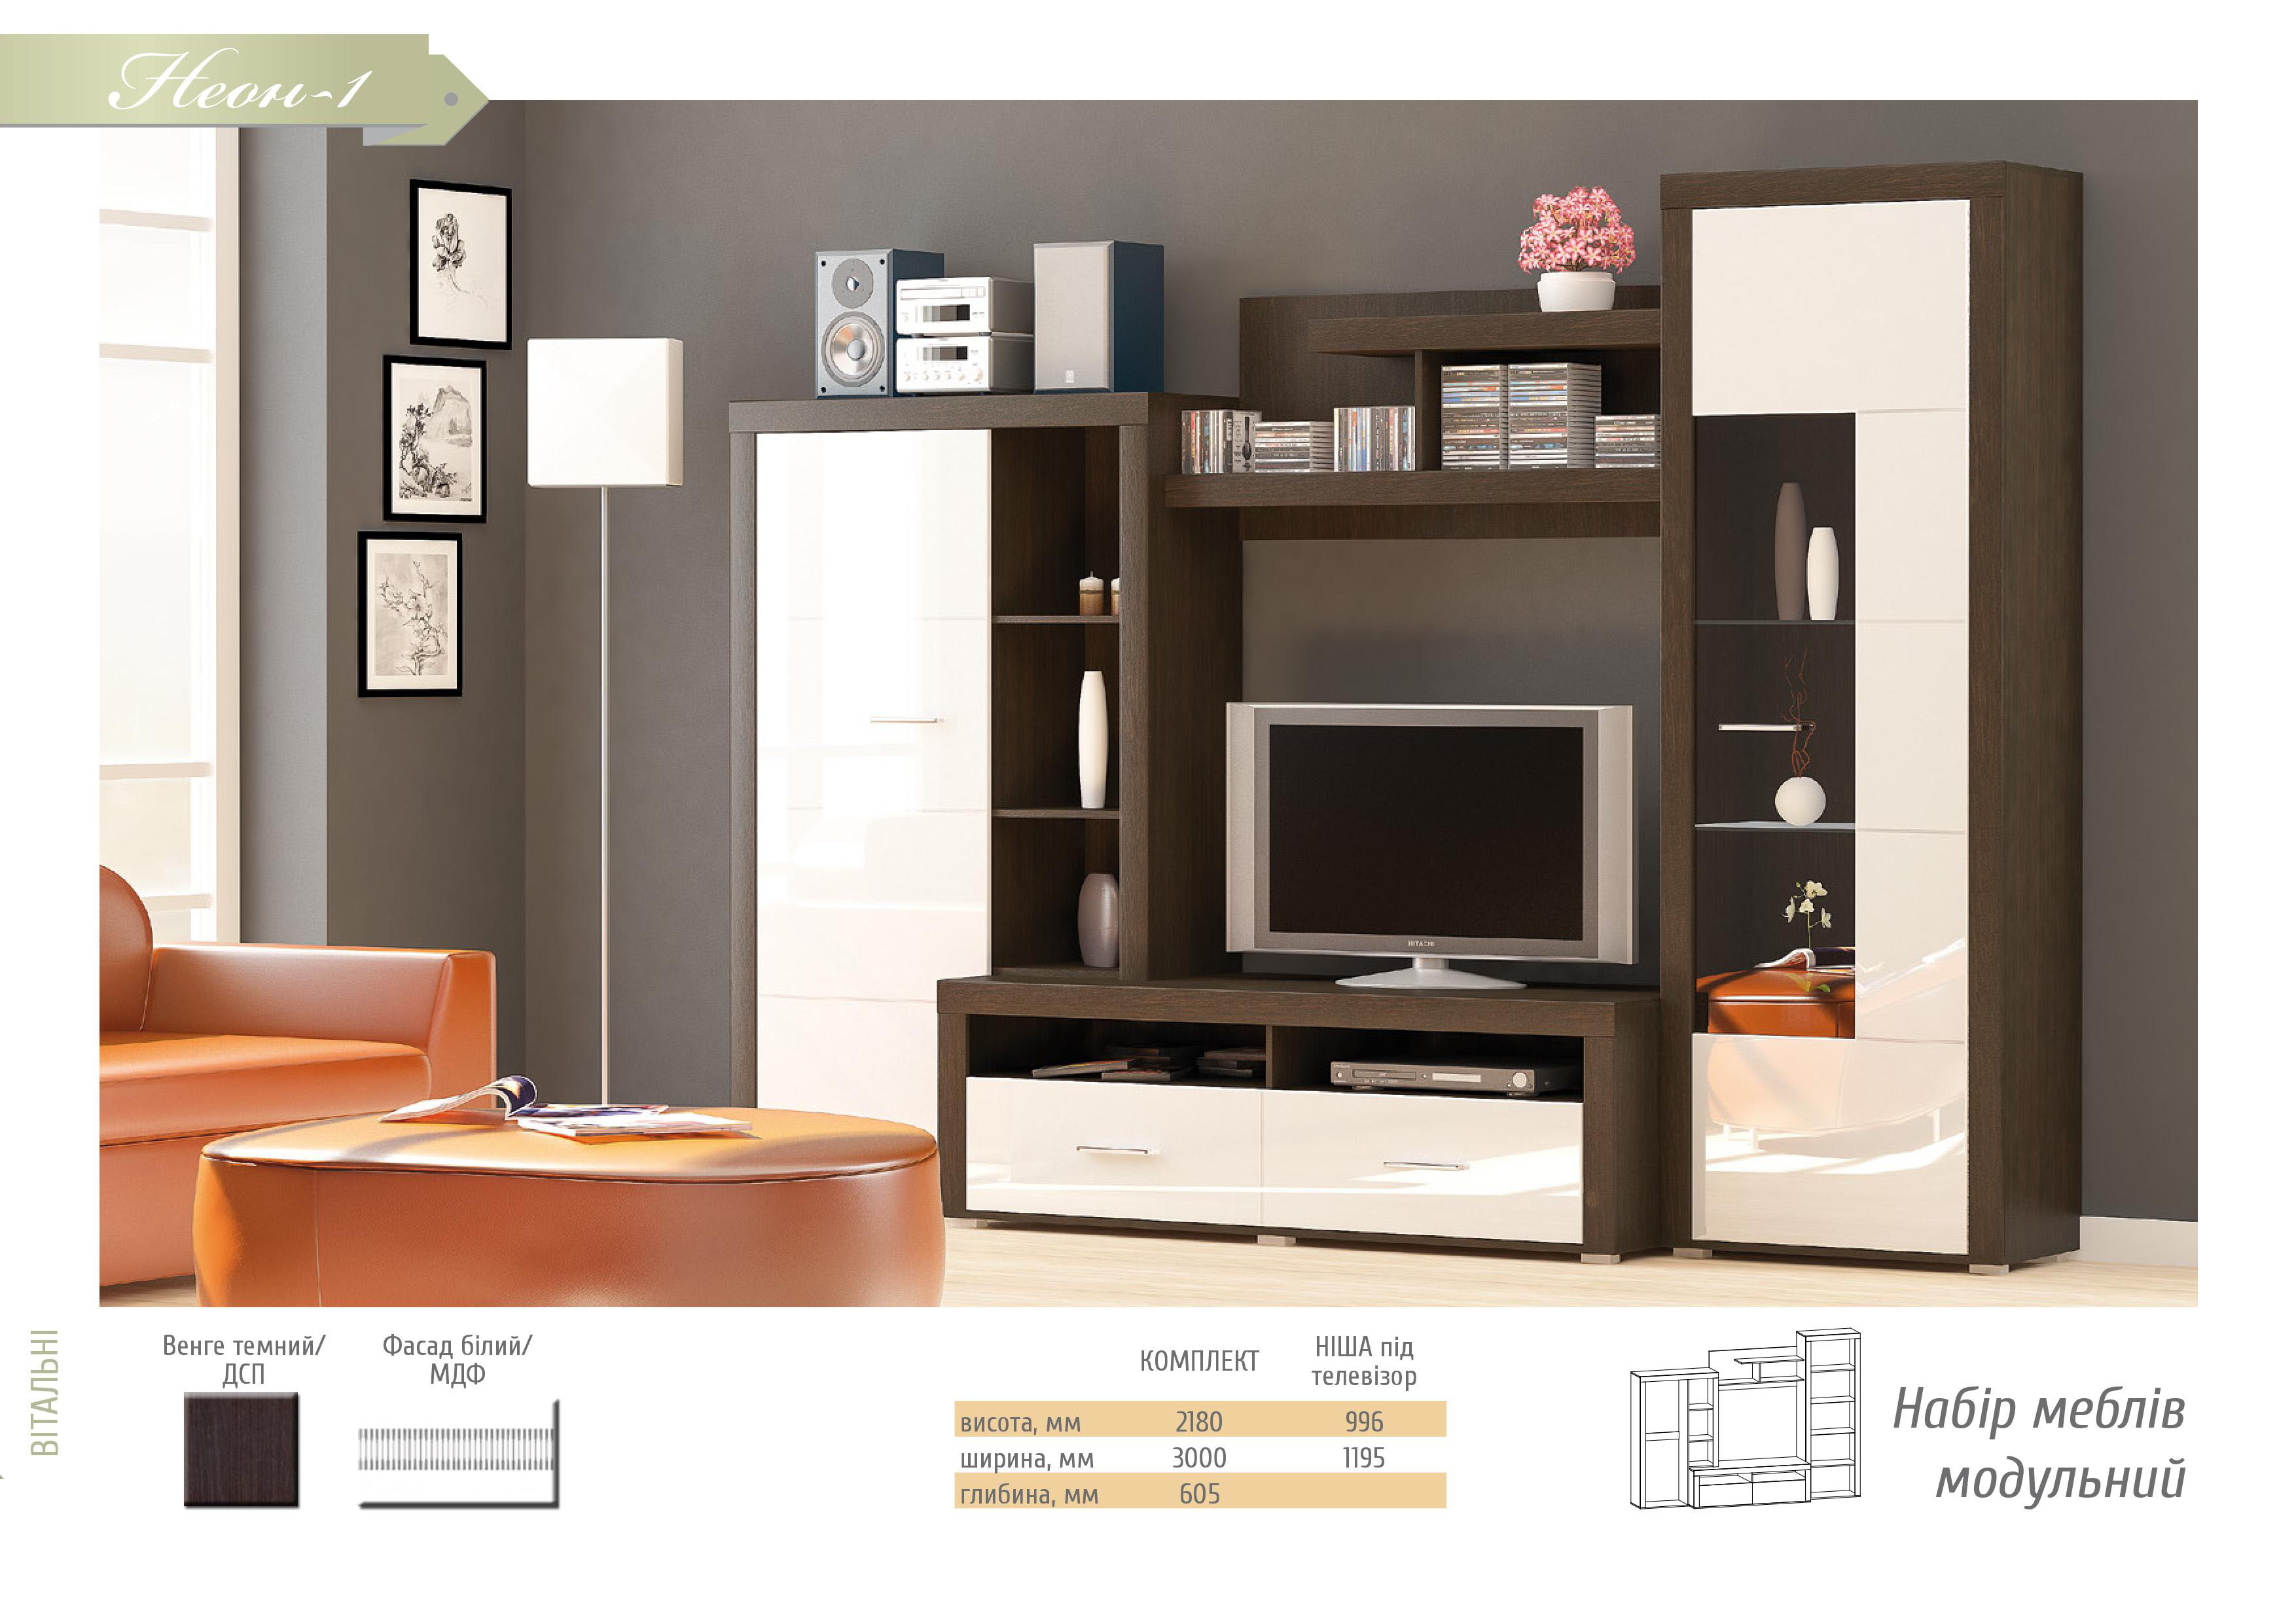 Неон-1
HITACHI
ВІТАЛЬНІ
Венге темний/
ДСП
Фасад білий/
МДФ
КОМПЛЕКТ
НІША під
телевізор
висота, мм 2180 996
ширина, мм 3000 1195
глибина, мм 605
Набір меблів
модульний